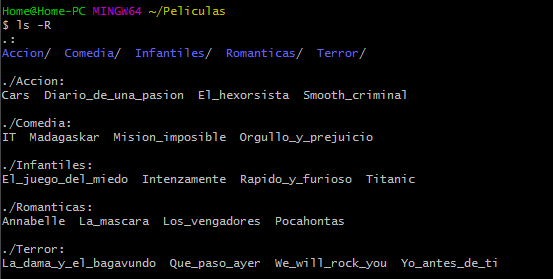 Home@Home-PC MINGW64 ~/Peliculas
$ ls -R
.:
Accion/  Comedia/  Infantiles/  Romanticas/  Terror/

./Accion:
Cars  Diario_de_una_pasion  El_hexorsista  Smooth_criminal

./Comedia:
IT  Madagaskar  Mision_imposible  Orgullo_y_prejuicio

./Infantiles:
El_juego_del_miedo  Intenzamente  Rapido_y_furioso  Titanic

./Romanticas:
Annabelle  La_mascara  Los_vengadores  Pocahontas

./Terror:
La_dama_y_el_bagavundo  Que_paso_ayer  We_will_rock_you  Yo_antes_de_ti